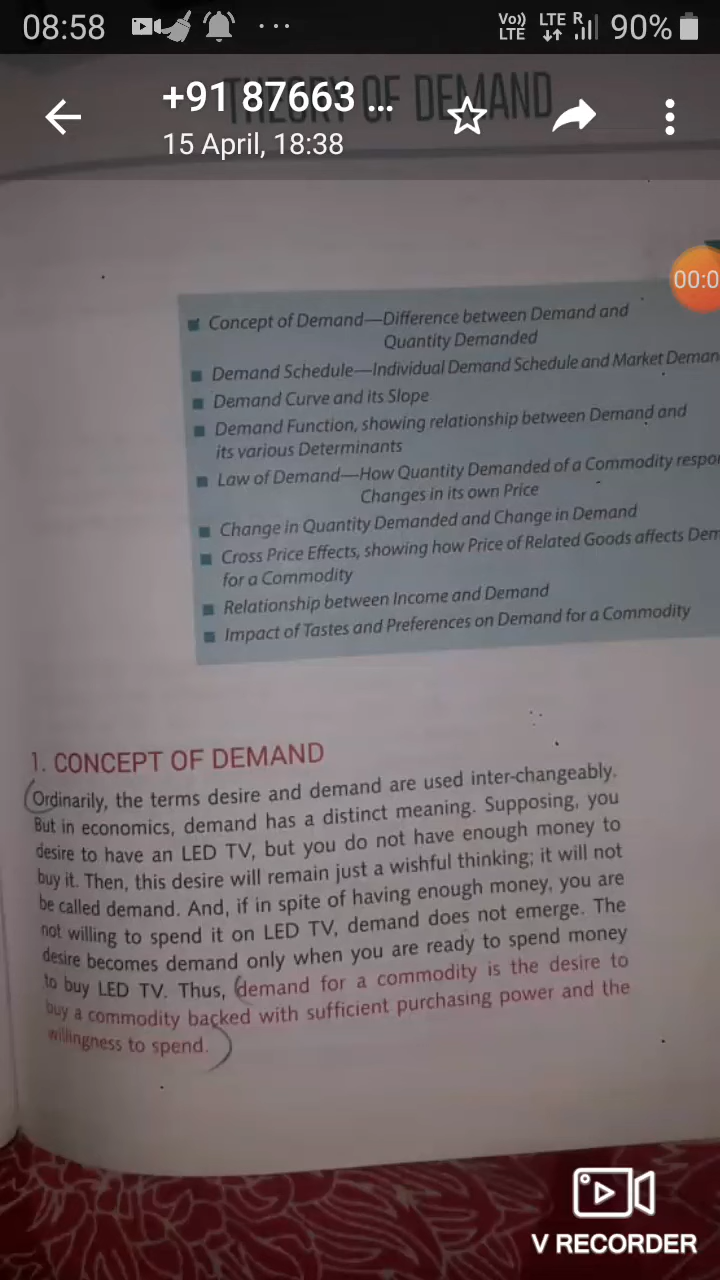 08:58 ... Vo)) LTE LTE R 90%
THEORY OF DEMAND
+91 87663 ...
15 April, 18:38
00:0
Concept of Demand—Difference between Demand and
Quantity Demanded
Demand Schedule—Individual Demand Schedule and Market Deman
Demand Curve and its Slope
Demand Function, showing relationship between Demand and
its various Determinants
Law of Demand—How Quantity Demanded of a Commodity respo
Changes in its own Price
Change in Quantity Demanded and Change in Demand
Cross Price Effects, showing how Price of Related Goods affects Dem
for a Commodity
Relationship between Income and Demand
Impact of Tastes and Preferences on Demand for a Commodity
1. CONCEPT OF DEMAND
Ordinarily, the terms desire and demand are used inter-changeably.
But in economics, demand has a distinct meaning. Supposing, you
desire to have an LED TV, but you do not have enough money to
buy it. Then, this desire will remain just a wishful thinking; it will not
be called demand. And, if in spite of having enough money, you are
not willing to spend it on LED TV, demand does not emerge. The
desire becomes demand only when you are ready to spend money
to buy LED TV. Thus, demand for a commodity is the desire to
buy a commodity backed with sufficient purchasing power and the
willingness to spend.
V RECORDER